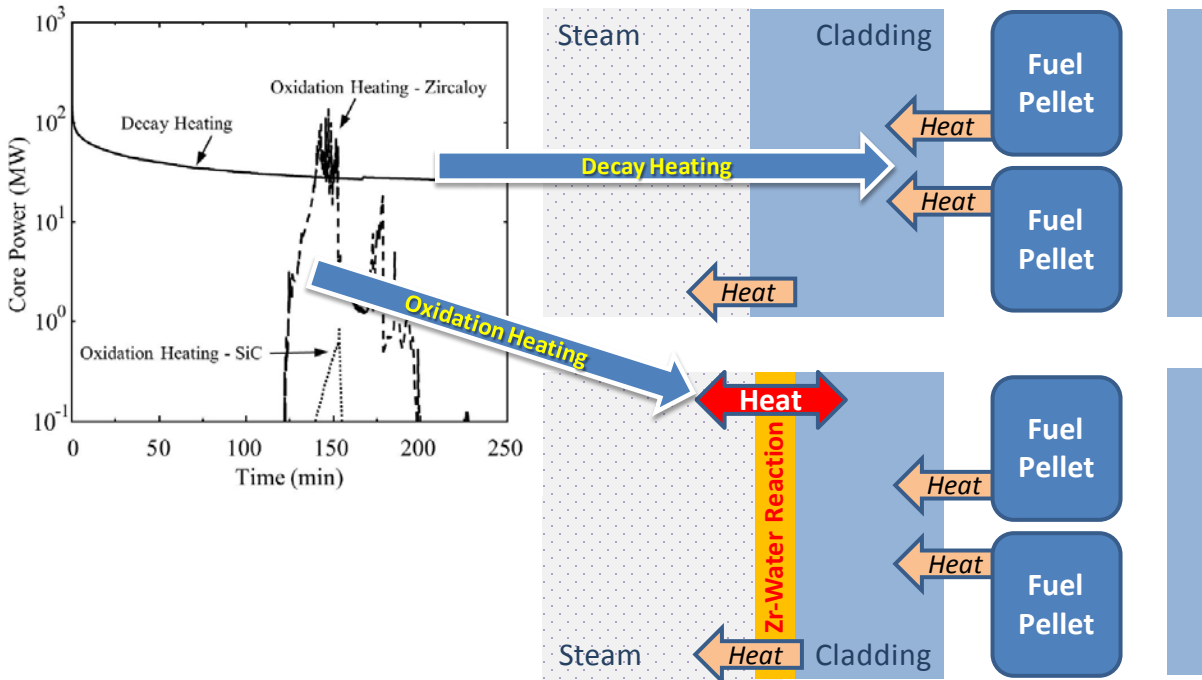 10³
10²
10¹
10⁰
10⁻¹
Core Power (MW)
Oxidation Heating - Zircaloy
Decay Heating
Oxidation Heating - SiC
0
50
100
150
200
250
Time (min)
Steam
Cladding
Heat
Heat
Heat
Fuel
Pellet
Fuel
Pellet
Decay Heating
Oxidation Heating
Heat
Zr-Water Reaction
Heat
Heat
Heat
Steam
Cladding
Fuel
Pellet
Fuel
Pellet